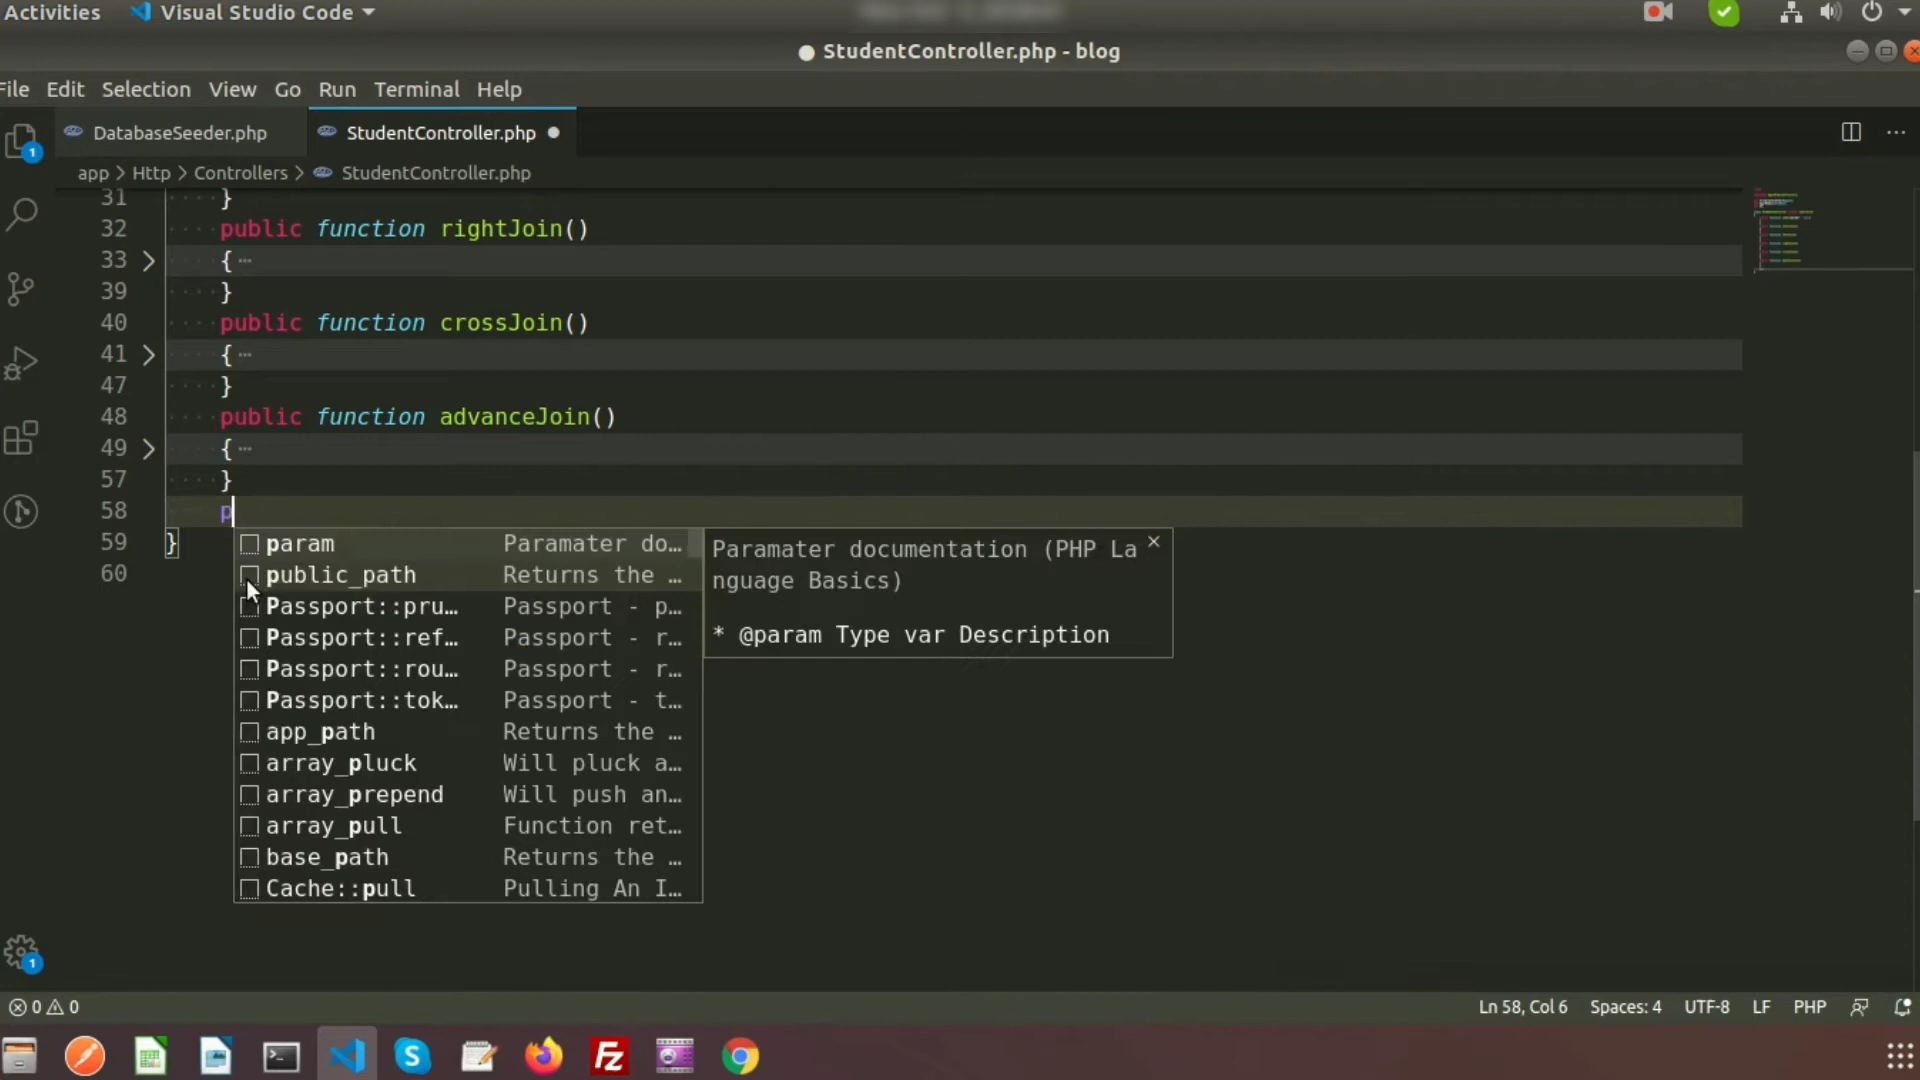 Activities Visual Studio Code
StudentController.php - blog
File Edit Selection View Go Run Terminal Help
DatabaseSeeder.php StudentController.php
app > Http > Controllers > StudentController.php
31 }
32 public function rightJoin()
33 { ⋯
39 }
40 public function crossJoin()
41 { ⋯
47 }
48 public function advanceJoin()
49 { ⋯
57 }
58 p
59 }
60
param Paramater do…
public_path Returns the …
Passport::pru… Passport - p…
Passport::ref… Passport - r…
Passport::rou… Passport - r…
Passport::tok… Passport - t…
app_path Returns the …
array_pluck Will pluck a…
array_prepend Will push an…
array_pull Function ret…
base_path Returns the …
Cache::pull Pulling An I…
Paramater documentation (PHP La
nguage Basics)
* @param Type var Description
1
1
0 0 Ln 58, Col 6 Spaces: 4 UTF-8 LF PHP
S Fz